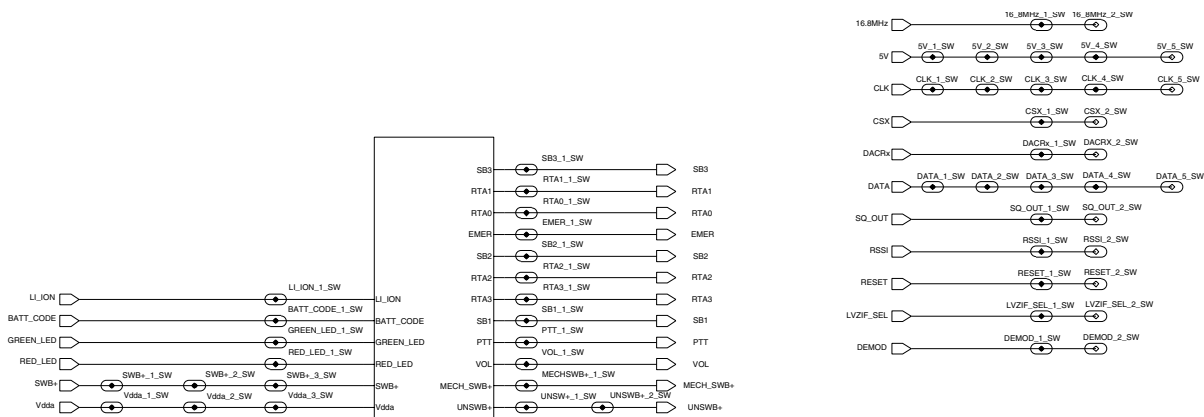 16.8MHz 16_8MHz_1_SW 16_8MHz_2_SW
5V 5V_1_SW 5V_2_SW 5V_3_SW 5V_4_SW 5V_5_SW
CLK CLK_1_SW CLK_2_SW CLK_3_SW CLK_4_SW CLK_5_SW
CSX CSX_1_SW CSX_2_SW
DACRx DACRx_1_SW DACRX_2_SW
DATA DATA_1_SW DATA_2_SW DATA_3_SW DATA_4_SW DATA_5_SW
SQ_OUT SQ_OUT_1_SW SQ_OUT_2_SW
RSSI RSSI_1_SW RSSI_2_SW
RESET RESET_1_SW RESET_2_SW
LVZIF_SEL LVZIF_SEL_1_SW LVZIF_SEL_2_SW
DEMOD DEMOD_1_SW DEMOD_2_SW
SB3 SB3_1_SW SB3
RTA1 RTA1_1_SW RTA1
RTA0 RTA0_1_SW RTA0
EMER EMER_1_SW EMER
SB2 SB2_1_SW SB2
RTA2 RTA2_1_SW RTA2
LI_ION LI_ION_1_SW LI_ION RTA3 RTA3_1_SW RTA3
BATT_CODE BATT_CODE_1_SW BATT_CODE SB1 SB1_1_SW SB1
GREEN_LED GREEN_LED_1_SW GREEN_LED PTT PTT_1_SW PTT
RED_LED RED_LED_1_SW RED_LED VOL VOL_1_SW VOL
SWB+ SWB+_1_SW SWB+_2_SW SWB+_3_SW SWB+ MECH_SWB+ MECHSWB+_1_SW MECH_SWB+
Vdda Vdda_1_SW Vdda_2_SW Vdda_3_SW Vdda UNSWB+ UNSW+_1_SW UNSWB+_2_SW UNSWB+